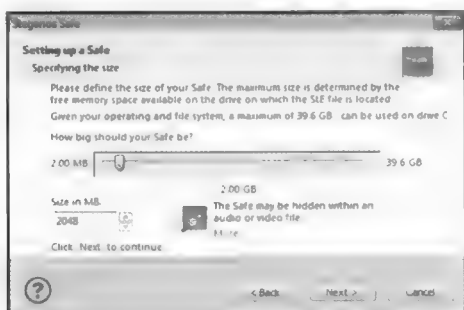 Steganos Safe
Setting up a Safe
Specifying the size
Please define the size of your Safe. The maximum size is determined by the
free memory space available on the drive on which the SLE file is located
Given your operating and file system, a maximum of 39.6 GB can be used on drive C
How big should your Safe be?
2.00 MB 39.6 GB
2.00 GB
Size in MB:
2048
The Safe may be hidden within an
audio or video file.
More
Click Next to continue
< Back Next > Cancel